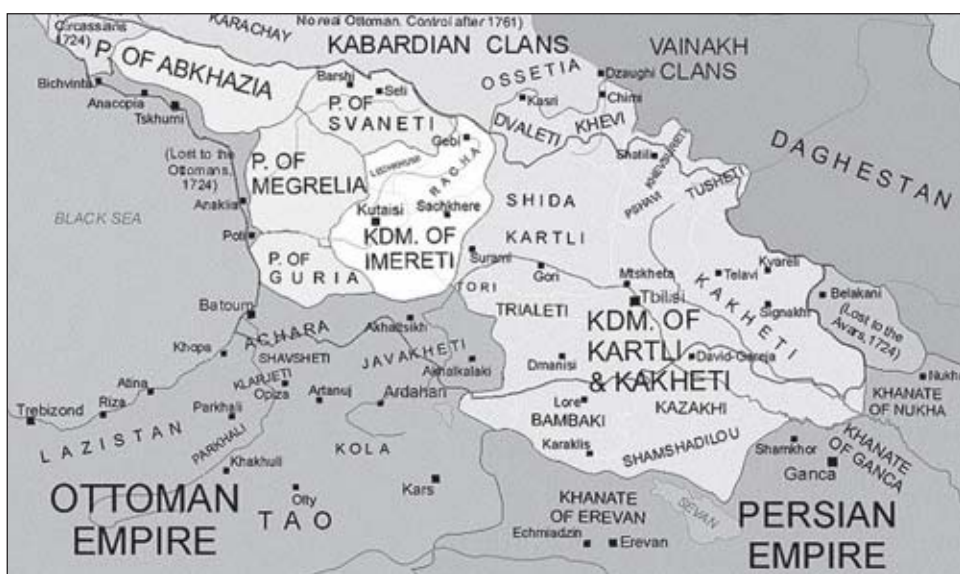 Circassians
(1724)
KARACHAY
No real Ottoman. Control after 1761)
KABARDIAN CLANS
VAINAKH
CLANS
P. OF ABKHAZIA
OSSETIA
Dzaughi
Barshi
Seti
Bichvinta
Kasri
Chimi
Anacopia
Tskhumi
P. OF
SVANETI
DVALETI
KHEVI
DAGHESTAN
Gebi
Shatili
KHEVSURETI
(Lost to the
Ottomans,
1724)
P. OF
MEGRELIA
LECHKHUMI
RACHA
TUSHETI
PSHAVI
Anaklia
SHIDA
BLACK SEA
Kutaisi
Sachkhere
Poti
KDM. OF
IMERETI
KARTLI
Surami
Gori
Mtskheta
Telavi
Kvareli
P. OF
GURIA
TORI
Tbilisi
KAKHETI
Belakani
(Lost to the
Avars, 1724)
Batoum
TRIALETI
Signakhi
ACHARA
Akhaltsikh
KDM. OF
KARTLI
& KAKHETI
Khopa
SHAVSHETI
JAVAKHETI
Dmanisi
David-Gareja
Akhalkalaki
Nukha
Atina
KLARJETI
Opiza
Artanuj
Ardahan
Lore
KHANATE
OF NUKHA
Trebizond
Riza
Parkhali
BAMBAKI
KAZAKHI
LAZISTAN
PARKHALI
KOLA
Karaklis
SHAMSHADILOU
Shamkhor
KHANATE
OF GANCA
Khakhuli
Ganca
OTTOMAN
EMPIRE
Olty
Kars
KHANATE
OF EREVAN
SEVAN
PERSIAN
EMPIRE
TAO
Echmiadzin
Erevan